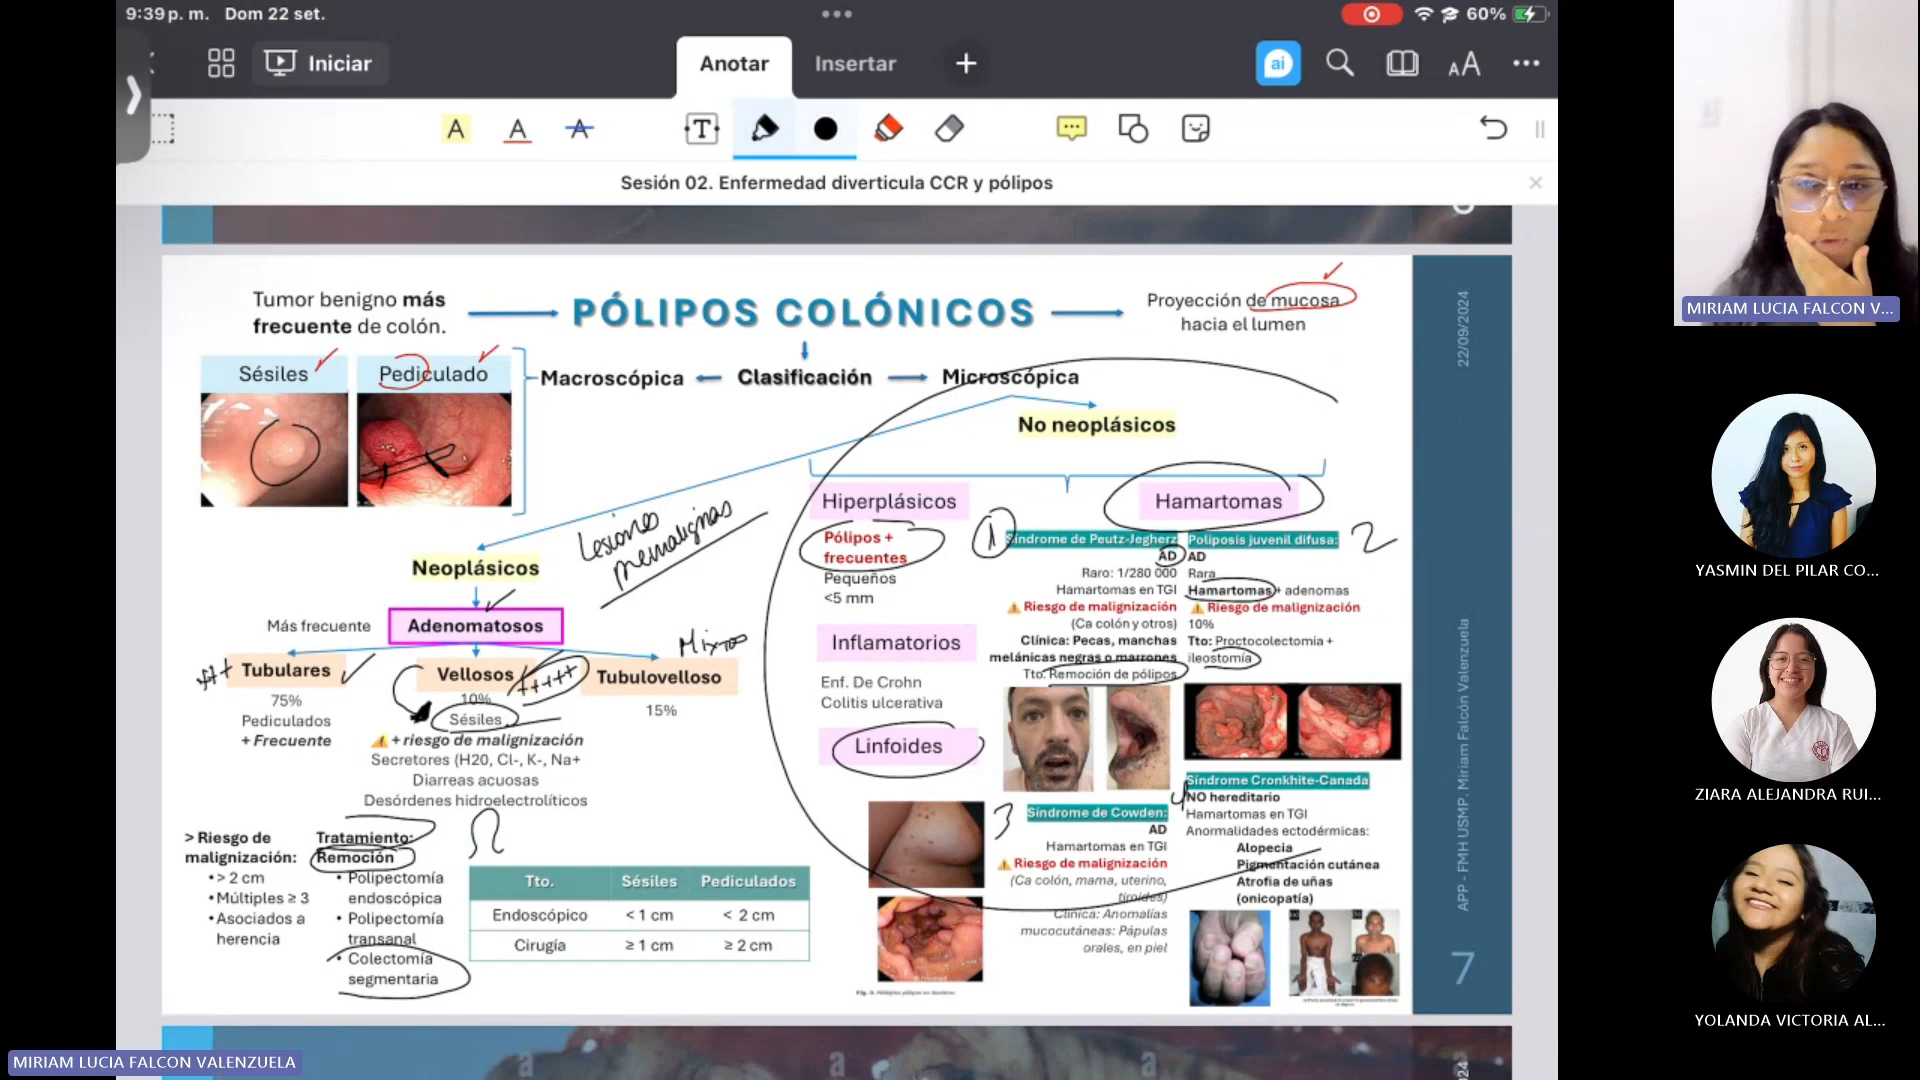 9:39 p. m. Dom 22 set.
60%
Iniciar
Anotar
Insertar
ai
AA
A A A
T
Sesión 02. Enfermedad diverticula CCR y pólipos
Tumor benigno más
frecuente de colón.
PÓLIPOS COLÓNICOS
Proyección de mucosa
hacia el lumen
Sésiles
Pediculado
Macroscópica
Clasificación
Microscópica
No neoplásicos
Lesiones
premalignas
Neoplásicos
Más frecuente
Adenomatosos
Mixto
Tubulares
75%
Pediculados
+ Frecuente
Vellosos
+++++
10%
Sésiles
⚠ + riesgo de malignización
Secretores (H20, Cl-, K-, Na+
Diarreas acuosas
Desórdenes hidroelectrolíticos
Tubulovelloso
15%
> Riesgo de
malignización:
• > 2 cm
• Múltiples ≥ 3
• Asociados a
herencia
Tratamiento:
Remoción
• Polipectomía
endoscópica
• Polipectomía
transanal
• Colectomía
segmentaria
Tto. Sésiles Pediculados
Endoscópico < 1 cm < 2 cm
Cirugía ≥ 1 cm ≥ 2 cm
Hiperplásicos
Pólipos +
frecuentes
Pequeños
<5 mm
Inflamatorios
Enf. De Crohn
Colitis ulcerativa
Linfoides
Hamartomas
1
Síndrome de Peutz-Jegherz
AD
Raro: 1/280 000
Hamartomas en TGI
⚠ Riesgo de malignización
(Ca colón y otros)
Clínica: Pecas, manchas
melánicas negras o marrones
Tto: Remoción de pólipos
2
Poliposis juvenil difusa:
AD
Rara
Hamartomas + adenomas
⚠ Riesgo de malignización
10%
Tto: Proctocolectomía +
ileostomía
3
Síndrome de Cowden:
AD
Hamartomas en TGI
⚠ Riesgo de malignización
(Ca colón, mama, uterino,
tiroides)
Clínica: Anomalías
mucocutáneas: Pápulas
orales, en piel
4
Síndrome Cronkhite-Canada
NO hereditario
Hamartomas en TGI
Anormalidades ectodérmicas:
Alopecia
Pigmentación cutánea
Atrofia de uñas
(onicopatía)
22/09/2024
APP - FMH USMP. Miriam Falcón Valenzuela
7
MIRIAM LUCIA FALCON V...
YASMIN DEL PILAR CO...
ZIARA ALEJANDRA RUI...
YOLANDA VICTORIA AL...
MIRIAM LUCIA FALCON VALENZUELA